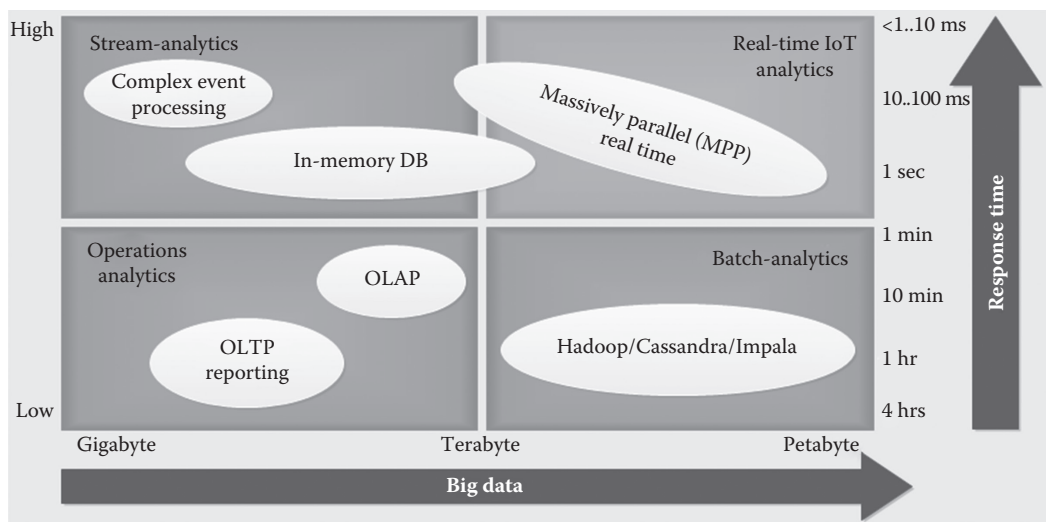 High
Stream-analytics
Complex event
processing
In-memory DB
Real-time IoT
analytics
Massively parallel (MPP)
real time
<1..10 ms
10..100 ms
1 sec
Operations
analytics
OLAP
OLTP
reporting
Batch-analytics
Hadoop/Cassandra/Impala
1 min
10 min
1 hr
4 hrs
Response time
Low
Gigabyte
Terabyte
Petabyte
Big data